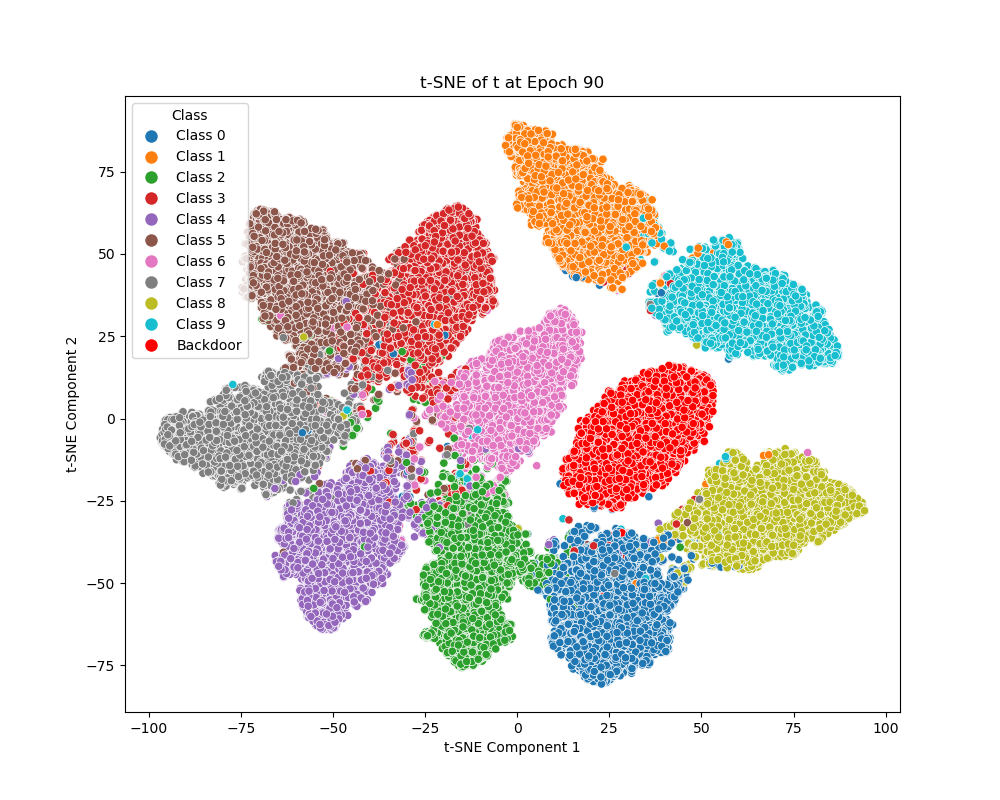 t-SNE of t at Epoch 90
Class
Class 0
Class 1
Class 2
Class 3
Class 4
Class 5
Class 6
Class 7
Class 8
Class 9
Backdoor
75
50
25
0
−25
−50
−75
t-SNE Component 2
−100 −75 −50 −25 0 25 50 75 100
t-SNE Component 1